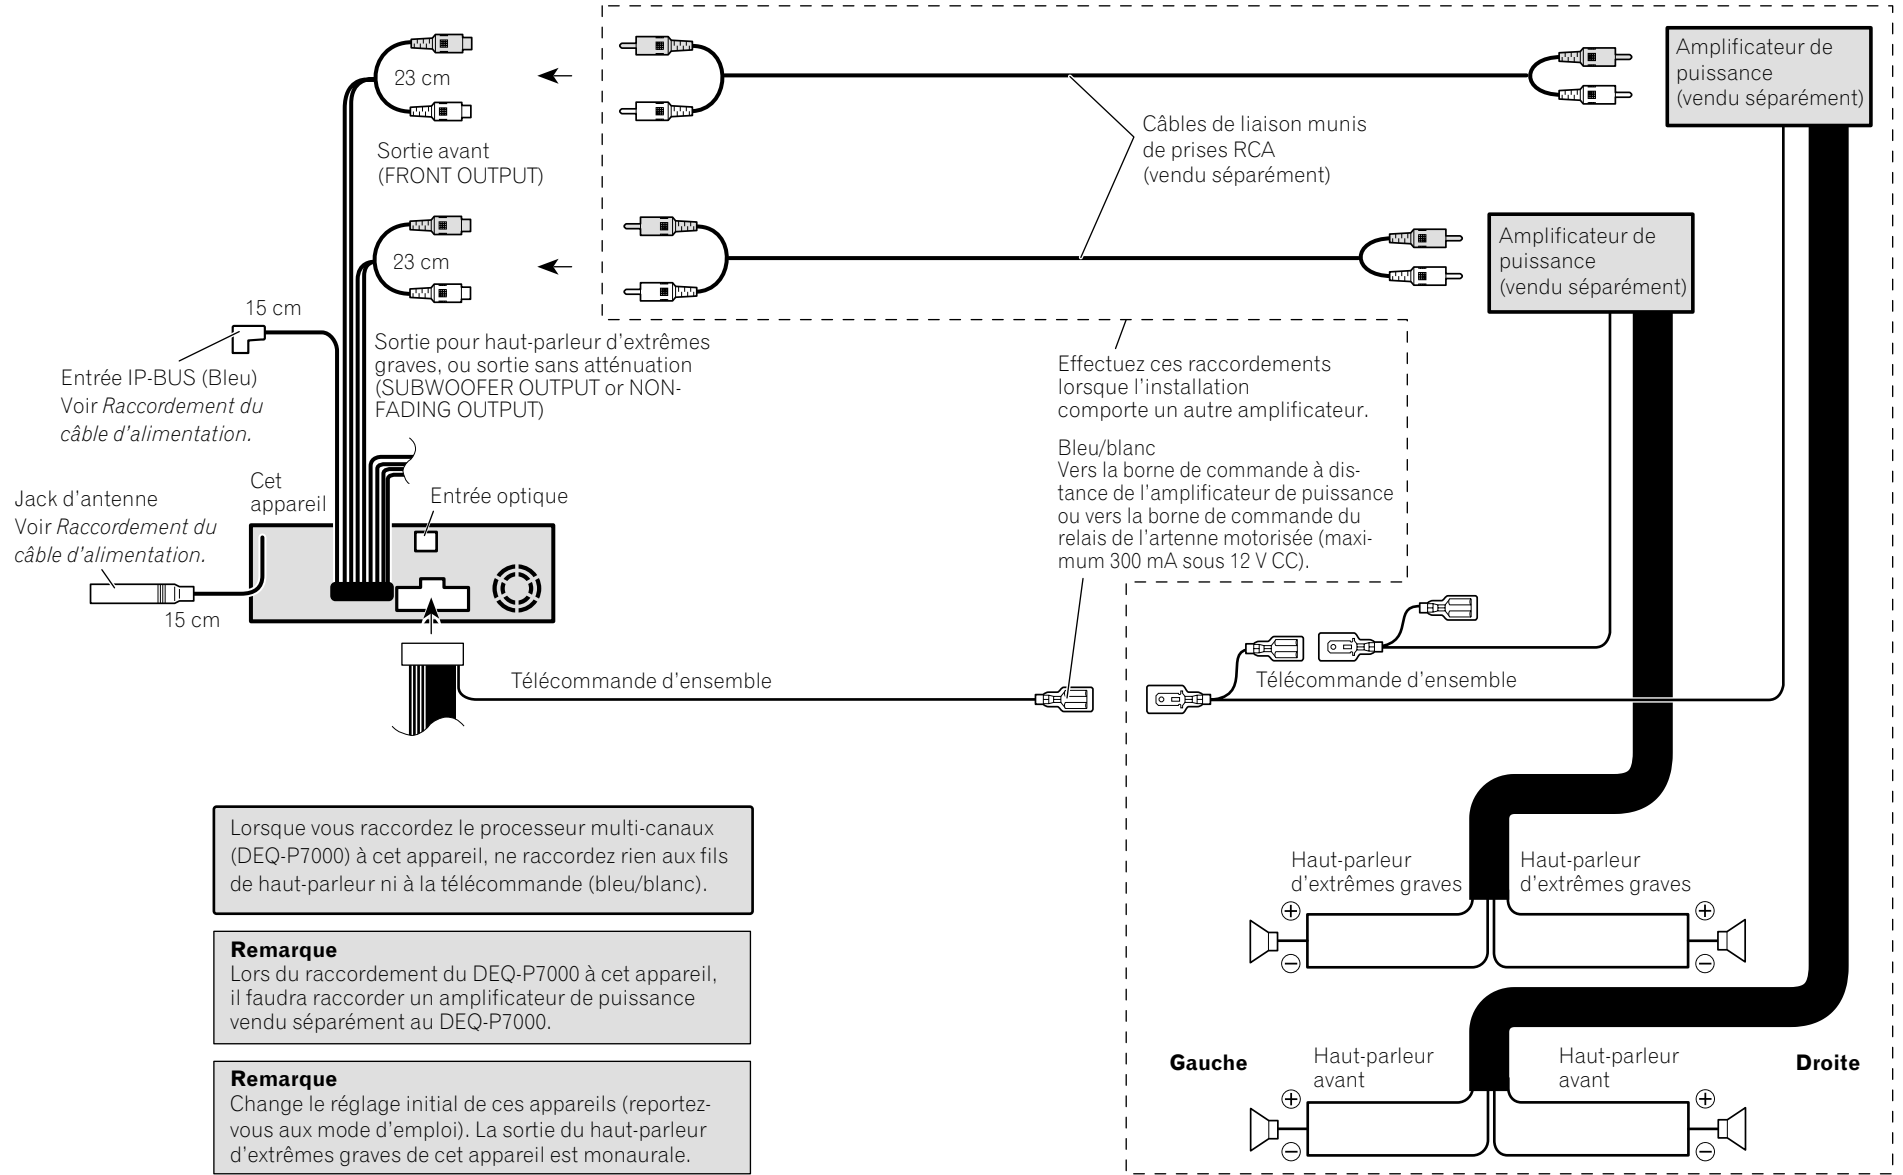 23 cm
Sortie avant
(FRONT OUTPUT)
Câbles de liaison munis
de prises RCA
(vendu séparément)
Amplificateur de
puissance
(vendu séparément)
23 cm
Amplificateur de
puissance
(vendu séparément)
15 cm
Sortie pour haut-parleur d'extrêmes
graves, ou sortie sans atténuation
(SUBWOOFER OUTPUT or NON-
FADING OUTPUT)
Entrée IP-BUS (Bleu)
Voir Raccordement du
câble d'alimentation.
Effectuez ces raccordements
lorsque l'installation
comporte un autre amplificateur.
Bleu/blanc
Vers la borne de commande à dis-
tance de l'amplificateur de puissance
ou vers la borne de commande du
relais de l'artenne motorisée (maxi-
mum 300 mA sous 12 V CC).
Jack d'antenne
Voir Raccordement du
câble d'alimentation.
Cet
appareil
Entrée optique
15 cm
Télécommande d'ensemble
Télécommande d'ensemble
Lorsque vous raccordez le processeur multi-canaux
(DEQ-P7000) à cet appareil, ne raccordez rien aux fils
de haut-parleur ni à la télécommande (bleu/blanc).
Remarque
Lors du raccordement du DEQ-P7000 à cet appareil,
il faudra raccorder un amplificateur de puissance
vendu séparément au DEQ-P7000.
Remarque
Change le réglage initial de ces appareils (reportez-
vous aux mode d'emploi). La sortie du haut-parleur
d'extrêmes graves de cet appareil est monaurale.
Haut-parleur
d'extrêmes graves
Haut-parleur
d'extrêmes graves
+
−
+
−
Gauche
Haut-parleur
avant
Haut-parleur
avant
Droite
+
−
+
−